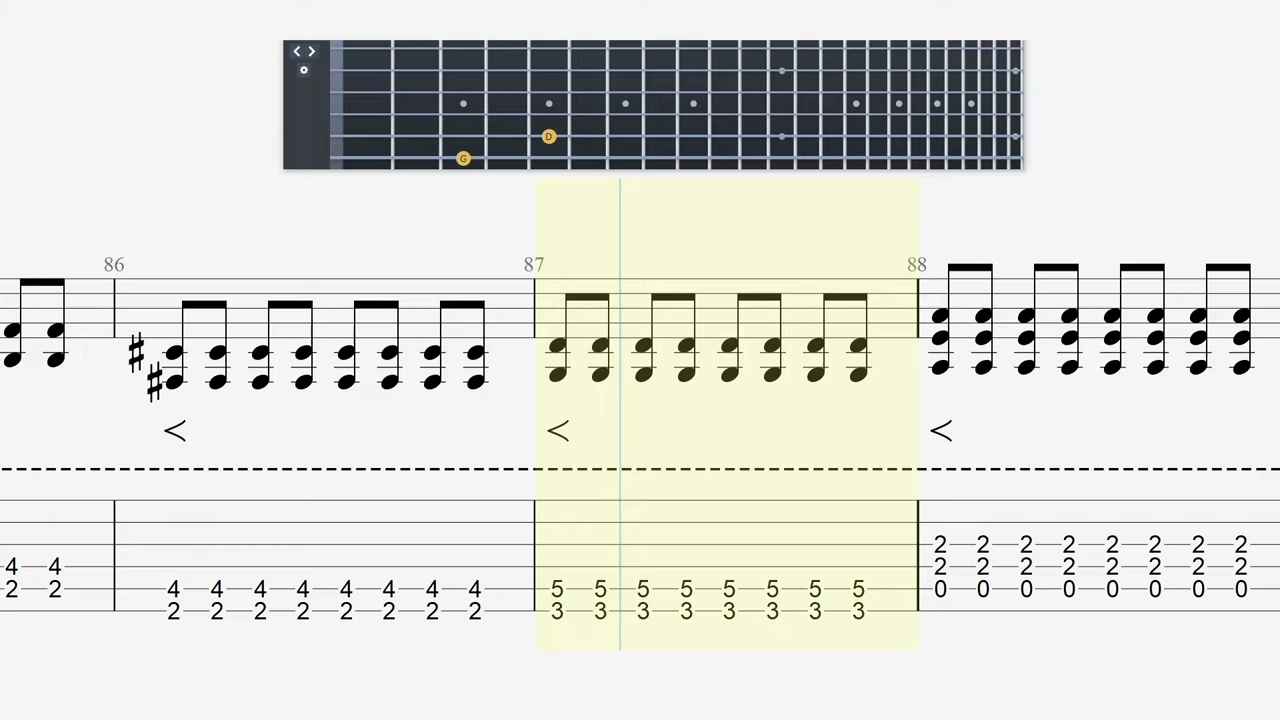 D
G
86 87 88
2 2 2 2 2 2 2 2
4 4 2 2 2 2 2 2 2 2
2 2 4 4 4 4 4 4 4 4 5 5 5 5 5 5 5 5 0 0 0 0 0 0 0 0
2 2 2 2 2 2 2 2 3 3 3 3 3 3 3 3